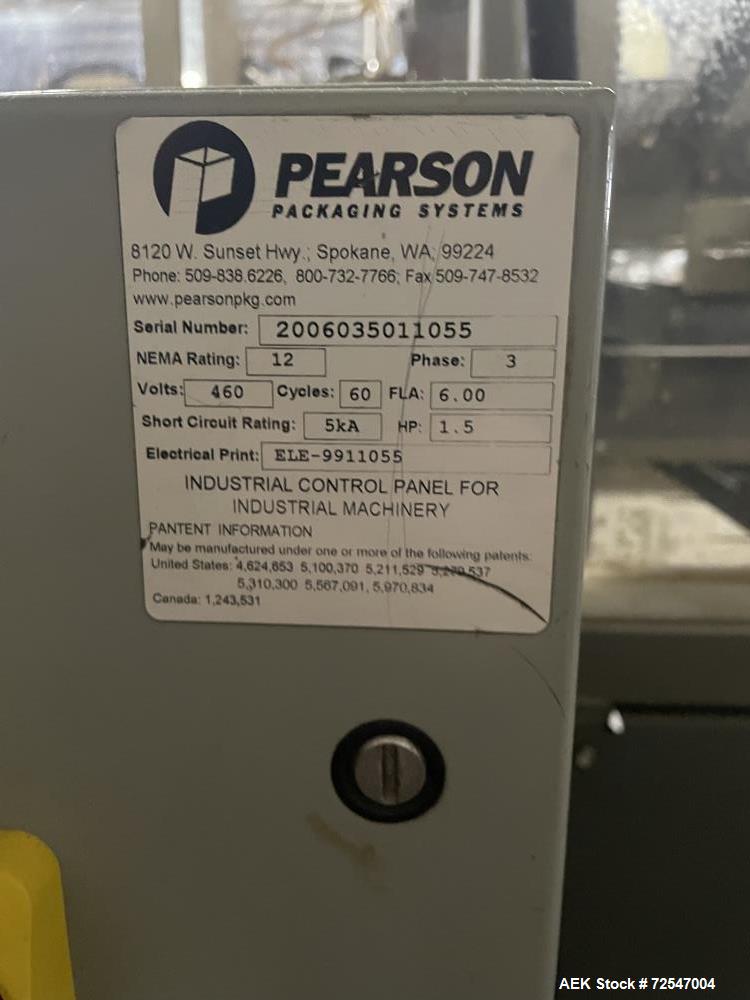 PEARSON
PACKAGING SYSTEMS
8120 W. Sunset Hwy.; Spokane, WA, 99224
Phone: 509-838.6226, 800-732-7766; Fax 509-747-8532
www.pearsonpkg.com
Serial Number: 2006035011055
NEMA Rating: 12 Phase: 3
Volts: 460 Cycles: 60 FLA: 6.00
Short Circuit Rating: 5kA HP: 1.5
Electrical Print: ELE-9911055
INDUSTRIAL CONTROL PANEL FOR
INDUSTRIAL MACHINERY
PANTENT INFORMATION
May be manufactured under one or more of the following patents:
United States: 4,624,653 5,100,370 5,211,529
5,310,300 5,567,091, 5,970,834
Canada: 1,243,531
AEK Stock # 72547004